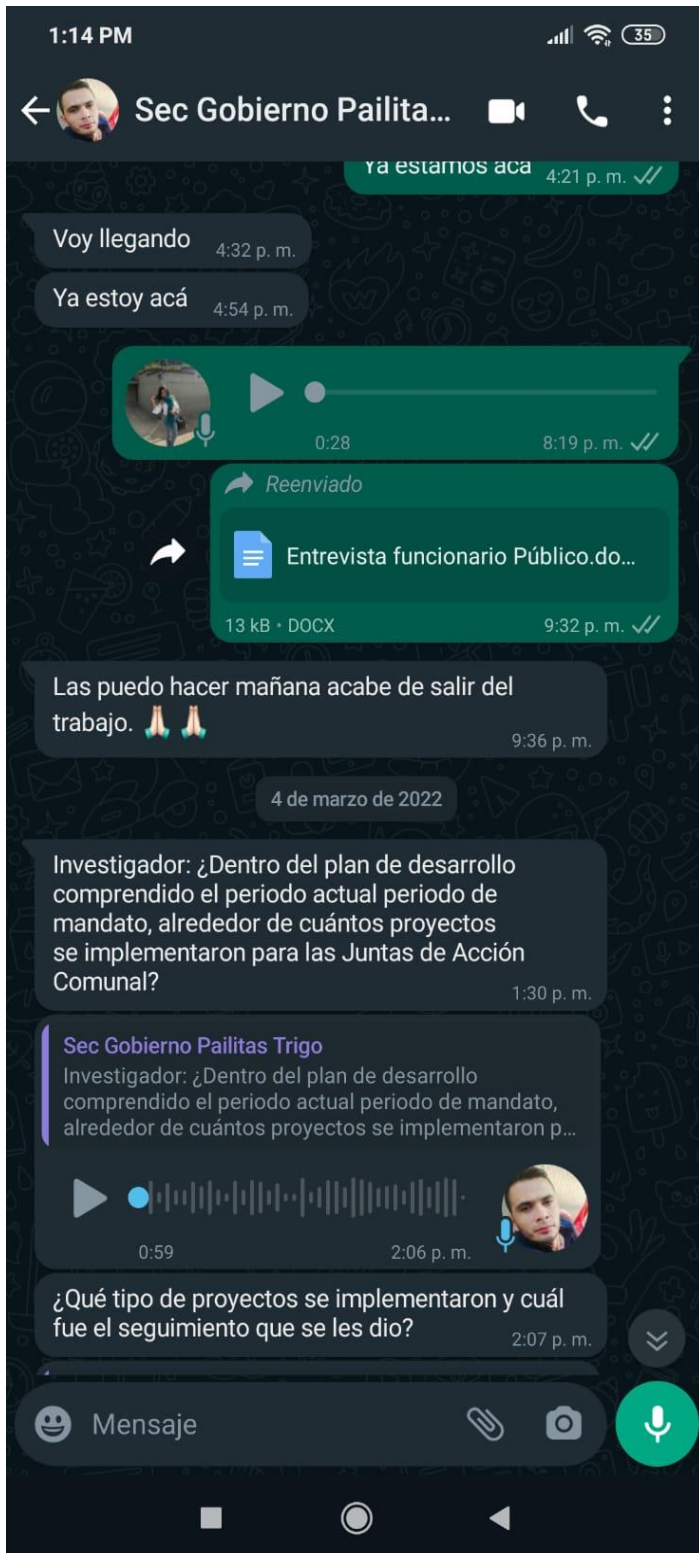 1:14 PM
35
Sec Gobierno Pailita...
Ya estamos acá 4:21 p. m.
Voy llegando 4:32 p. m.
Ya estoy acá 4:54 p. m.
0:28 8:19 p. m.
Reenviado
Entrevista funcionario Público.do...
13 kB • DOCX 9:32 p. m.
Las puedo hacer mañana acabe de salir del
trabajo. 🙏🏻 🙏🏻
9:36 p. m.
4 de marzo de 2022
Investigador: ¿Dentro del plan de desarrollo
comprendido el periodo actual periodo de
mandato, alrededor de cuántos proyectos
se implementaron para las Juntas de Acción
Comunal?
1:30 p. m.
Sec Gobierno Pailitas Trigo
Investigador: ¿Dentro del plan de desarrollo
comprendido el periodo actual periodo de mandato,
alrededor de cuántos proyectos se implementaron p...
0:59 2:06 p. m.
¿Qué tipo de proyectos se implementaron y cuál
fue el seguimiento que se les dio?
2:07 p. m.
Mensaje